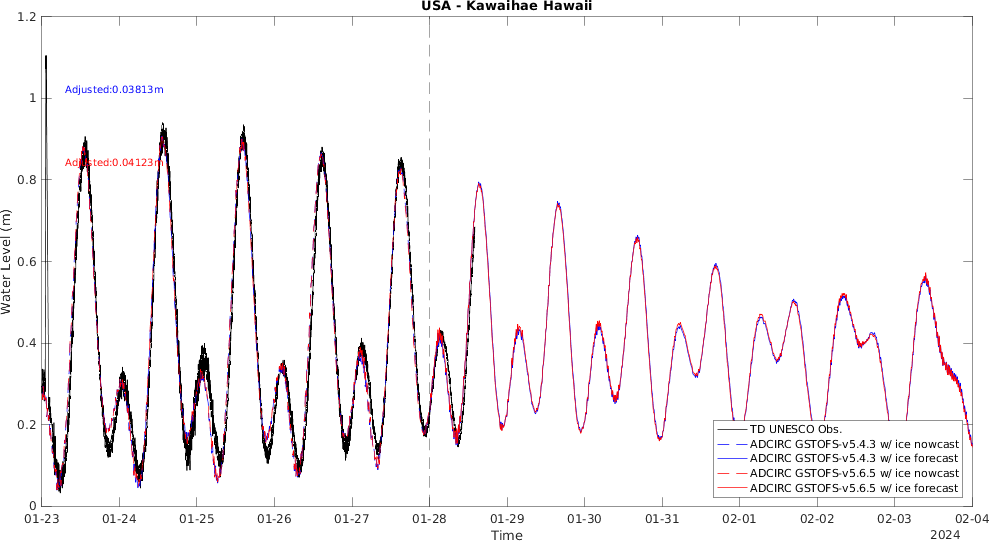 USA - Kawaihae Hawaii
1.2
1
0.8
0.6
0.4
0.2
0
Water Level (m)
Adjusted:0.03813m
Adjusted:0.04123m
TD UNESCO Obs.
ADCIRC GSTOFS-v5.4.3 w/ ice nowcast
ADCIRC GSTOFS-v5.4.3 w/ ice forecast
ADCIRC GSTOFS-v5.6.5 w/ ice nowcast
ADCIRC GSTOFS-v5.6.5 w/ ice forecast
01-23 01-24 01-25 01-26 01-27 01-28 01-29 01-30 01-31 02-01 02-02 02-03 02-04
Time
2024